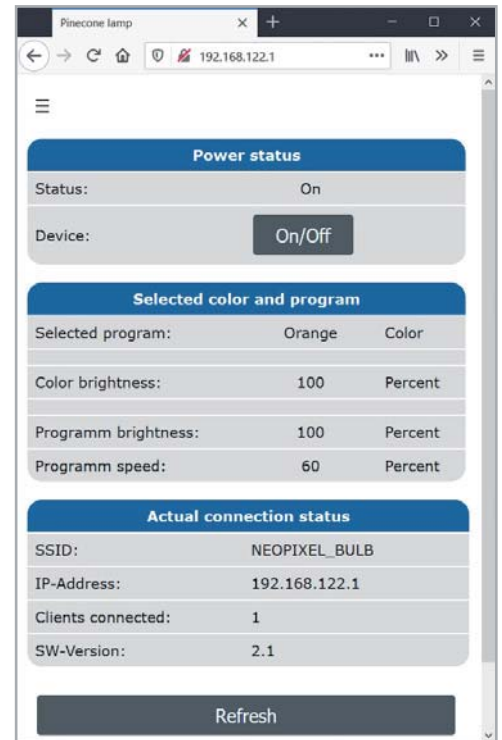 Pinecone lamp
192.168.122.1
Power status
Status: On
Device: On/Off
Selected color and program
Selected program: Orange Color
Color brightness: 100 Percent
Programm brightness: 100 Percent
Programm speed: 60 Percent
Actual connection status
SSID: NEOPIXEL_BULB
IP-Address: 192.168.122.1
Clients connected: 1
SW-Version: 2.1
Refresh